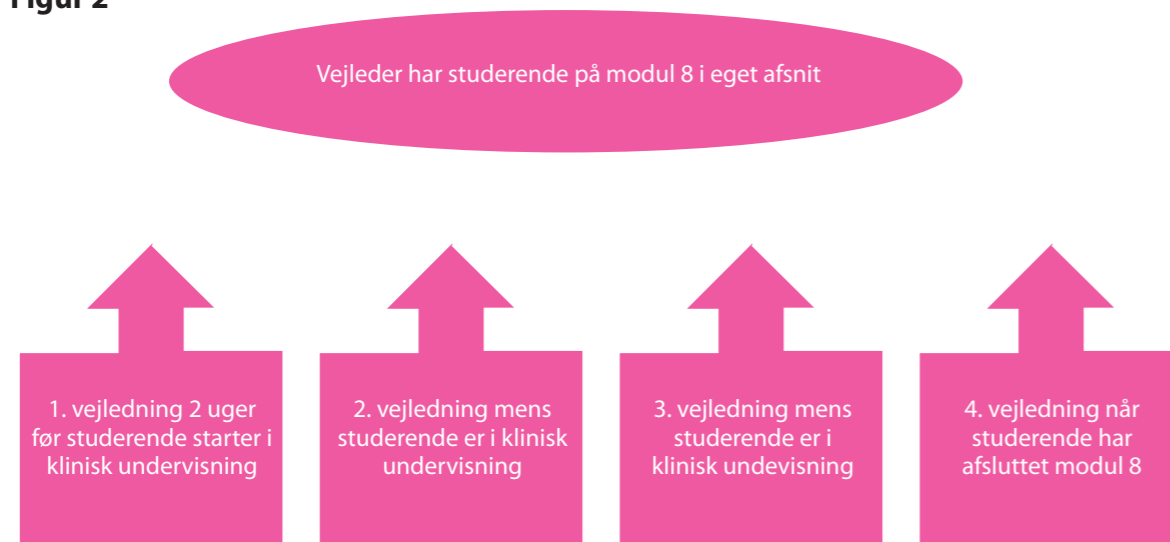 Figur 2
Vejleder har studerende på modul 8 i eget afsnit
1. vejledning 2 uger
før studerende starter i
klinisk undervisning
2. vejledning mens
studerende er i klinisk
undervisning
3. vejledning mens
studerende er i
klinisk undevisning
4. vejledning når
studerende har
afsluttet modul 8